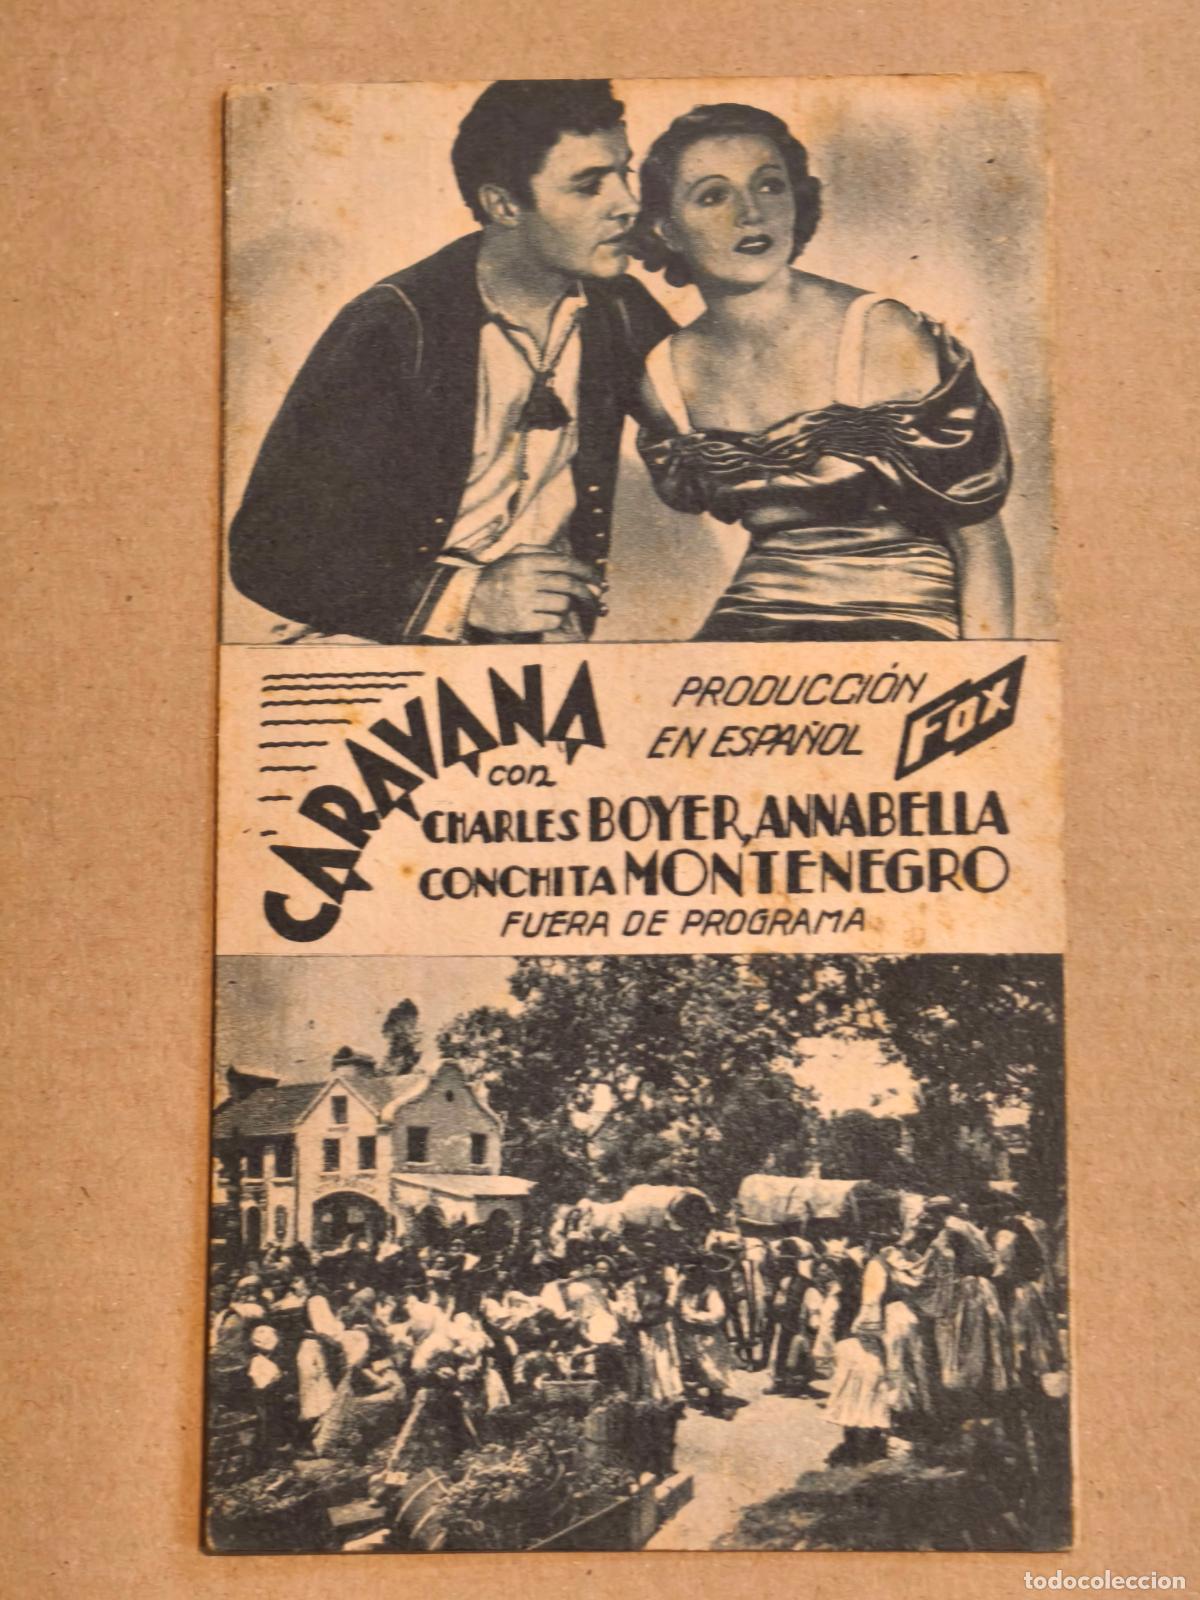 CARAVANA
con
PRODUCCIÓN
EN ESPAÑOL
FOX
CHARLES BOYER, ANNABELLA
CONCHITA MONTENEGRO
FUERA DE PROGRAMA
todocoleccion